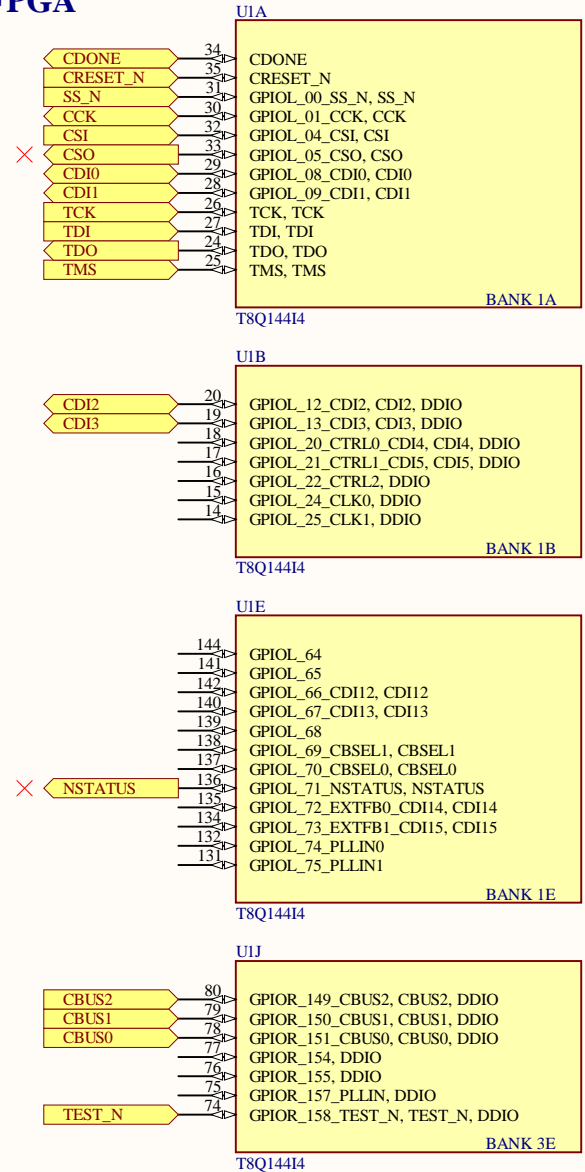 FPGA
U1A
CDONE 34 CDONE
CRESET_N 35 CRESET_N
SS_N 31 GPIOL_00_SS_N, SS_N
CCK 30 GPIOL_01_CCK, CCK
CSI 32 GPIOL_04_CSI, CSI
CSO 33 GPIOL_05_CSO, CSO
CDI0 29 GPIOL_08_CDI0, CDI0
CDI1 28 GPIOL_09_CDI1, CDI1
TCK 26 TCK, TCK
TDI 27 TDI, TDI
TDO 24 TDO, TDO
TMS 25 TMS, TMS
BANK 1A
T8Q144I4
U1B
CDI2 20 GPIOL_12_CDI2, CDI2, DDIO
CDI3 19 GPIOL_13_CDI3, CDI3, DDIO
18 GPIOL_20_CTRL0_CDI4, CDI4, DDIO
17 GPIOL_21_CTRL1_CDI5, CDI5, DDIO
16 GPIOL_22_CTRL2, DDIO
15 GPIOL_24_CLK0, DDIO
14 GPIOL_25_CLK1, DDIO
BANK 1B
T8Q144I4
U1E
144 GPIOL_64
141 GPIOL_65
142 GPIOL_66_CDI12, CDI12
140 GPIOL_67_CDI13, CDI13
139 GPIOL_68
138 GPIOL_69_CBSEL1, CBSEL1
137 GPIOL_70_CBSEL0, CBSEL0
NSTATUS 136 GPIOL_71_NSTATUS, NSTATUS
135 GPIOL_72_EXTFB0_CDI14, CDI14
134 GPIOL_73_EXTFB1_CDI15, CDI15
132 GPIOL_74_PLLIN0
131 GPIOL_75_PLLIN1
BANK 1E
T8Q144I4
U1J
CBUS2 80 GPIOR_149_CBUS2, CBUS2, DDIO
CBUS1 79 GPIOR_150_CBUS1, CBUS1, DDIO
CBUS0 78 GPIOR_151_CBUS0, CBUS0, DDIO
77 GPIOR_154, DDIO
76 GPIOR_155, DDIO
75 GPIOR_157_PLLIN, DDIO
TEST_N 74 GPIOR_158_TEST_N, TEST_N, DDIO
BANK 3E
T8Q144I4